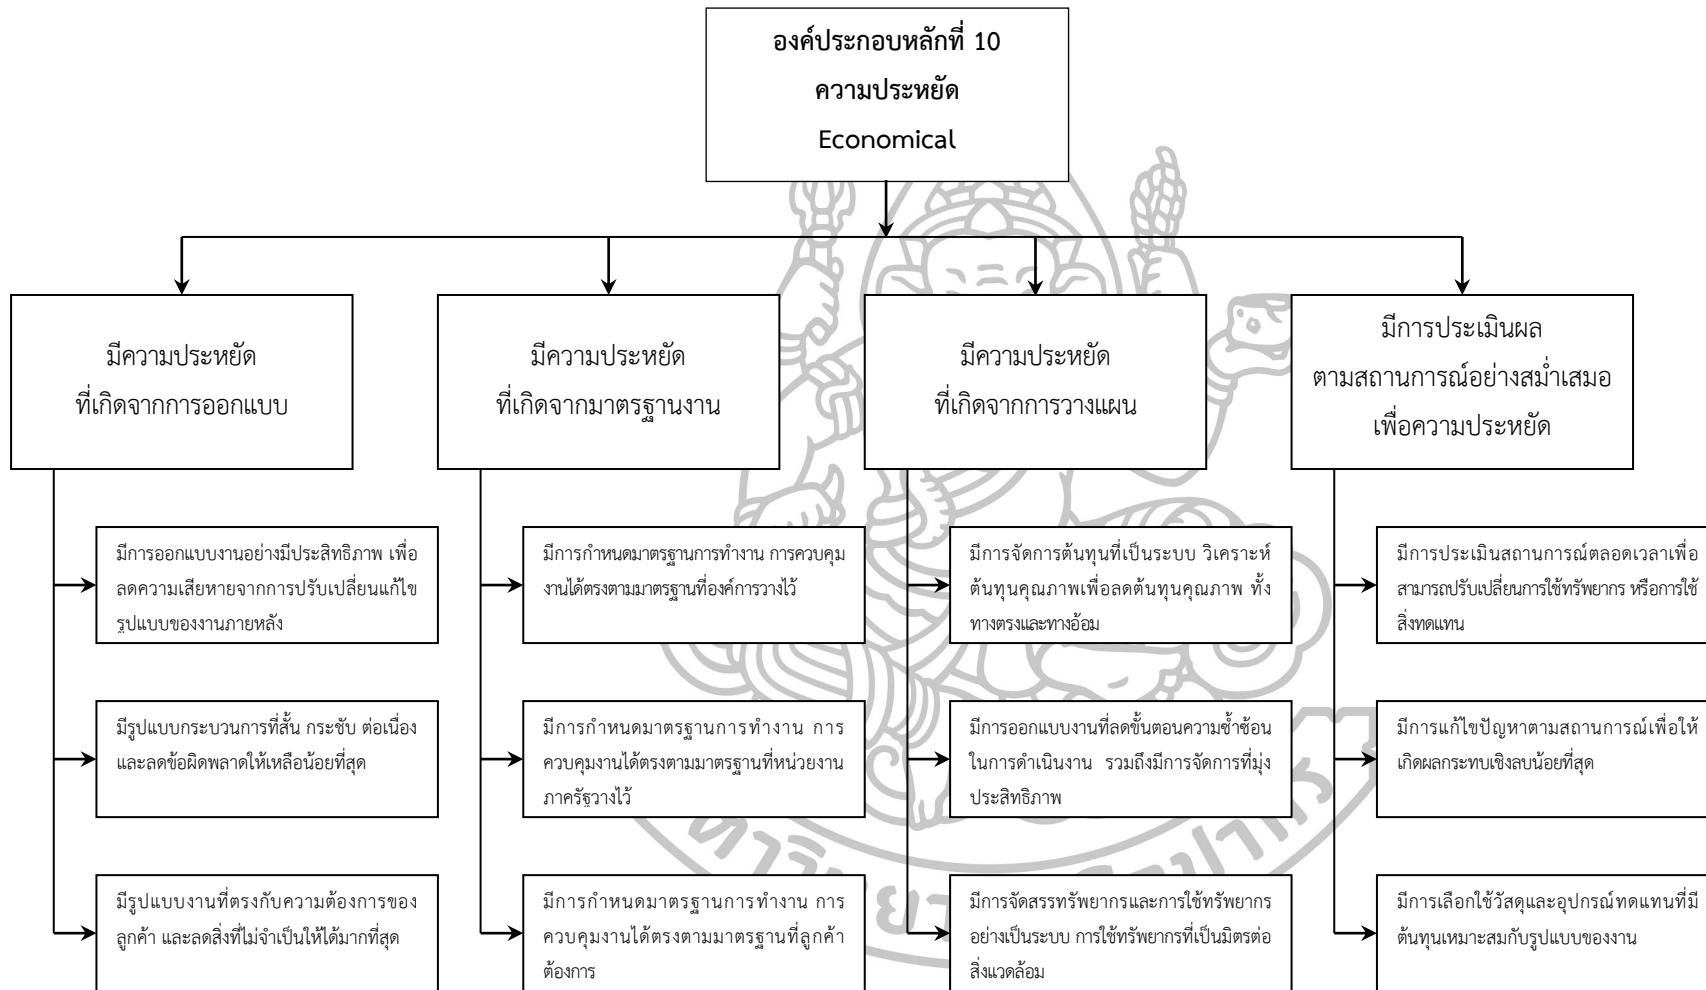 องค์ประกอบหลักที่ 10
ความประหยัด
Economical
มีความประหยัด
ที่เกิดจากการออกแบบ
มีการออกแบบงานอย่างมีประสิทธิภาพ เพื่อ
ลดความเสียหายจากการปรับเปลี่ยนแก้ไข
รูปแบบของงานภายหลัง
มีรูปแบบกระบวนการที่สั้น กระชับ ต่อเนื่อง
และลดข้อผิดพลาดให้เหลือน้อยที่สุด
มีรูปแบบงานที่ตรงกับความต้องการของ
ลูกค้า และลดสิ่งที่ไม่จำเป็นให้ได้มากที่สุด
มีความประหยัด
ที่เกิดจากมาตรฐานงาน
มีการกำหนดมาตรฐานการทำงาน การควบคุม
งานได้ตรงตามมาตรฐานที่องค์การวางไว้
มีการกำหนดมาตรฐานการทำงาน การ
ควบคุมงานได้ตรงตามมาตรฐานที่หน่วยงาน
ภาครัฐวางไว้
มีการกำหนดมาตรฐานการทำงาน การ
ควบคุมงานได้ตรงตามมาตรฐานที่ลูกค้า
ต้องการ
มีความประหยัด
ที่เกิดจากการวางแผน
มีการจัดการต้นทุนที่เป็นระบบ วิเคราะห์
ต้นทุนคุณภาพเพื่อลดต้นทุนคุณภาพ ทั้ง
ทางตรงและทางอ้อม
มีการออกแบบงานที่ลดขั้นตอนความซ้ำซ้อน
ในการดำเนินงาน รวมถึงมีการจัดการที่มุ่ง
ประสิทธิภาพ
มีการจัดสรรทรัพยากรและการใช้ทรัพยากร
อย่างเป็นระบบ การใช้ทรัพยากรที่เป็นมิตรต่อ
สิ่งแวดล้อม
มีการประเมินผล
ตามสถานการณ์อย่างสม่ำเสมอ
เพื่อความประหยัด
มีการประเมินสถานการณ์ตลอดเวลาเพื่อ
สามารถปรับเปลี่ยนการใช้ทรัพยากร หรือการใช้
สิ่งทดแทน
มีการแก้ไขปัญหาตามสถานการณ์เพื่อให้
เกิดผลกระทบเชิงลบน้อยที่สุด
มีการเลือกใช้วัสดุและอุปกรณ์ทดแทนที่มี
ต้นทุนเหมาะสมกับรูปแบบของงาน